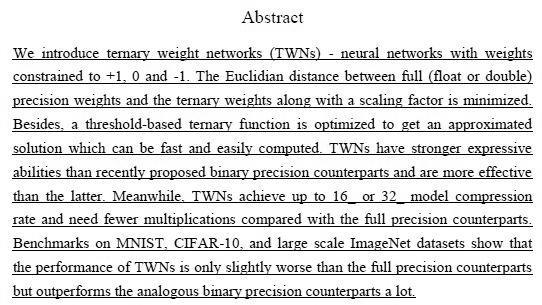 Abstract
We introduce ternary weight networks (TWNs) - neural networks with weights
constrained to +1, 0 and -1. The Euclidian distance between full (float or double)
precision weights and the ternary weights along with a scaling factor is minimized.
Besides, a threshold-based ternary function is optimized to get an approximated
solution which can be fast and easily computed. TWNs have stronger expressive
abilities than recently proposed binary precision counterparts and are more effective
than the latter. Meanwhile, TWNs achieve up to 16_ or 32_ model compression
rate and need fewer multiplications compared with the full precision counterparts.
Benchmarks on MNIST, CIFAR-10, and large scale ImageNet datasets show that
the performance of TWNs is only slightly worse than the full precision counterparts
but outperforms the analogous binary precision counterparts a lot.